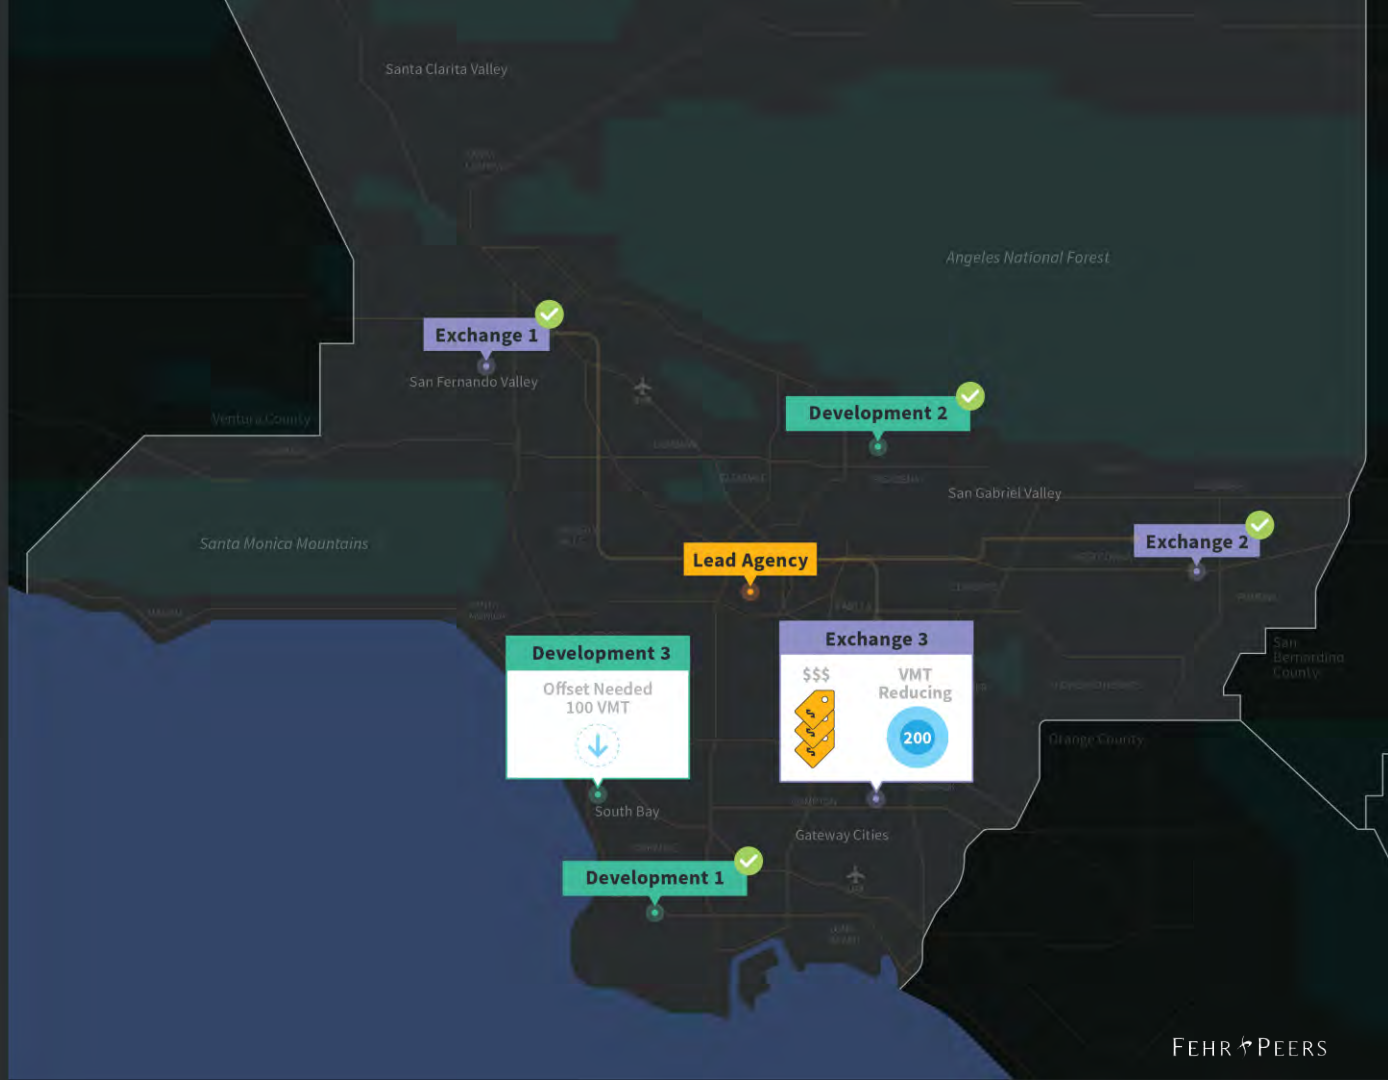 Santa Clarita Valley
Angeles National Forest
Exchange 1
San Fernando Valley
Ventura County
Development 2
San Gabriel Valley
Exchange 2
Santa Monica Mountains
Lead Agency
San
Bernardino
County
Development 3
Offset Needed
100 VMT
Exchange 3
$$$
VMT
Reducing
200
Orange County
South Bay
Gateway Cities
Development 1
FEHR PEERS